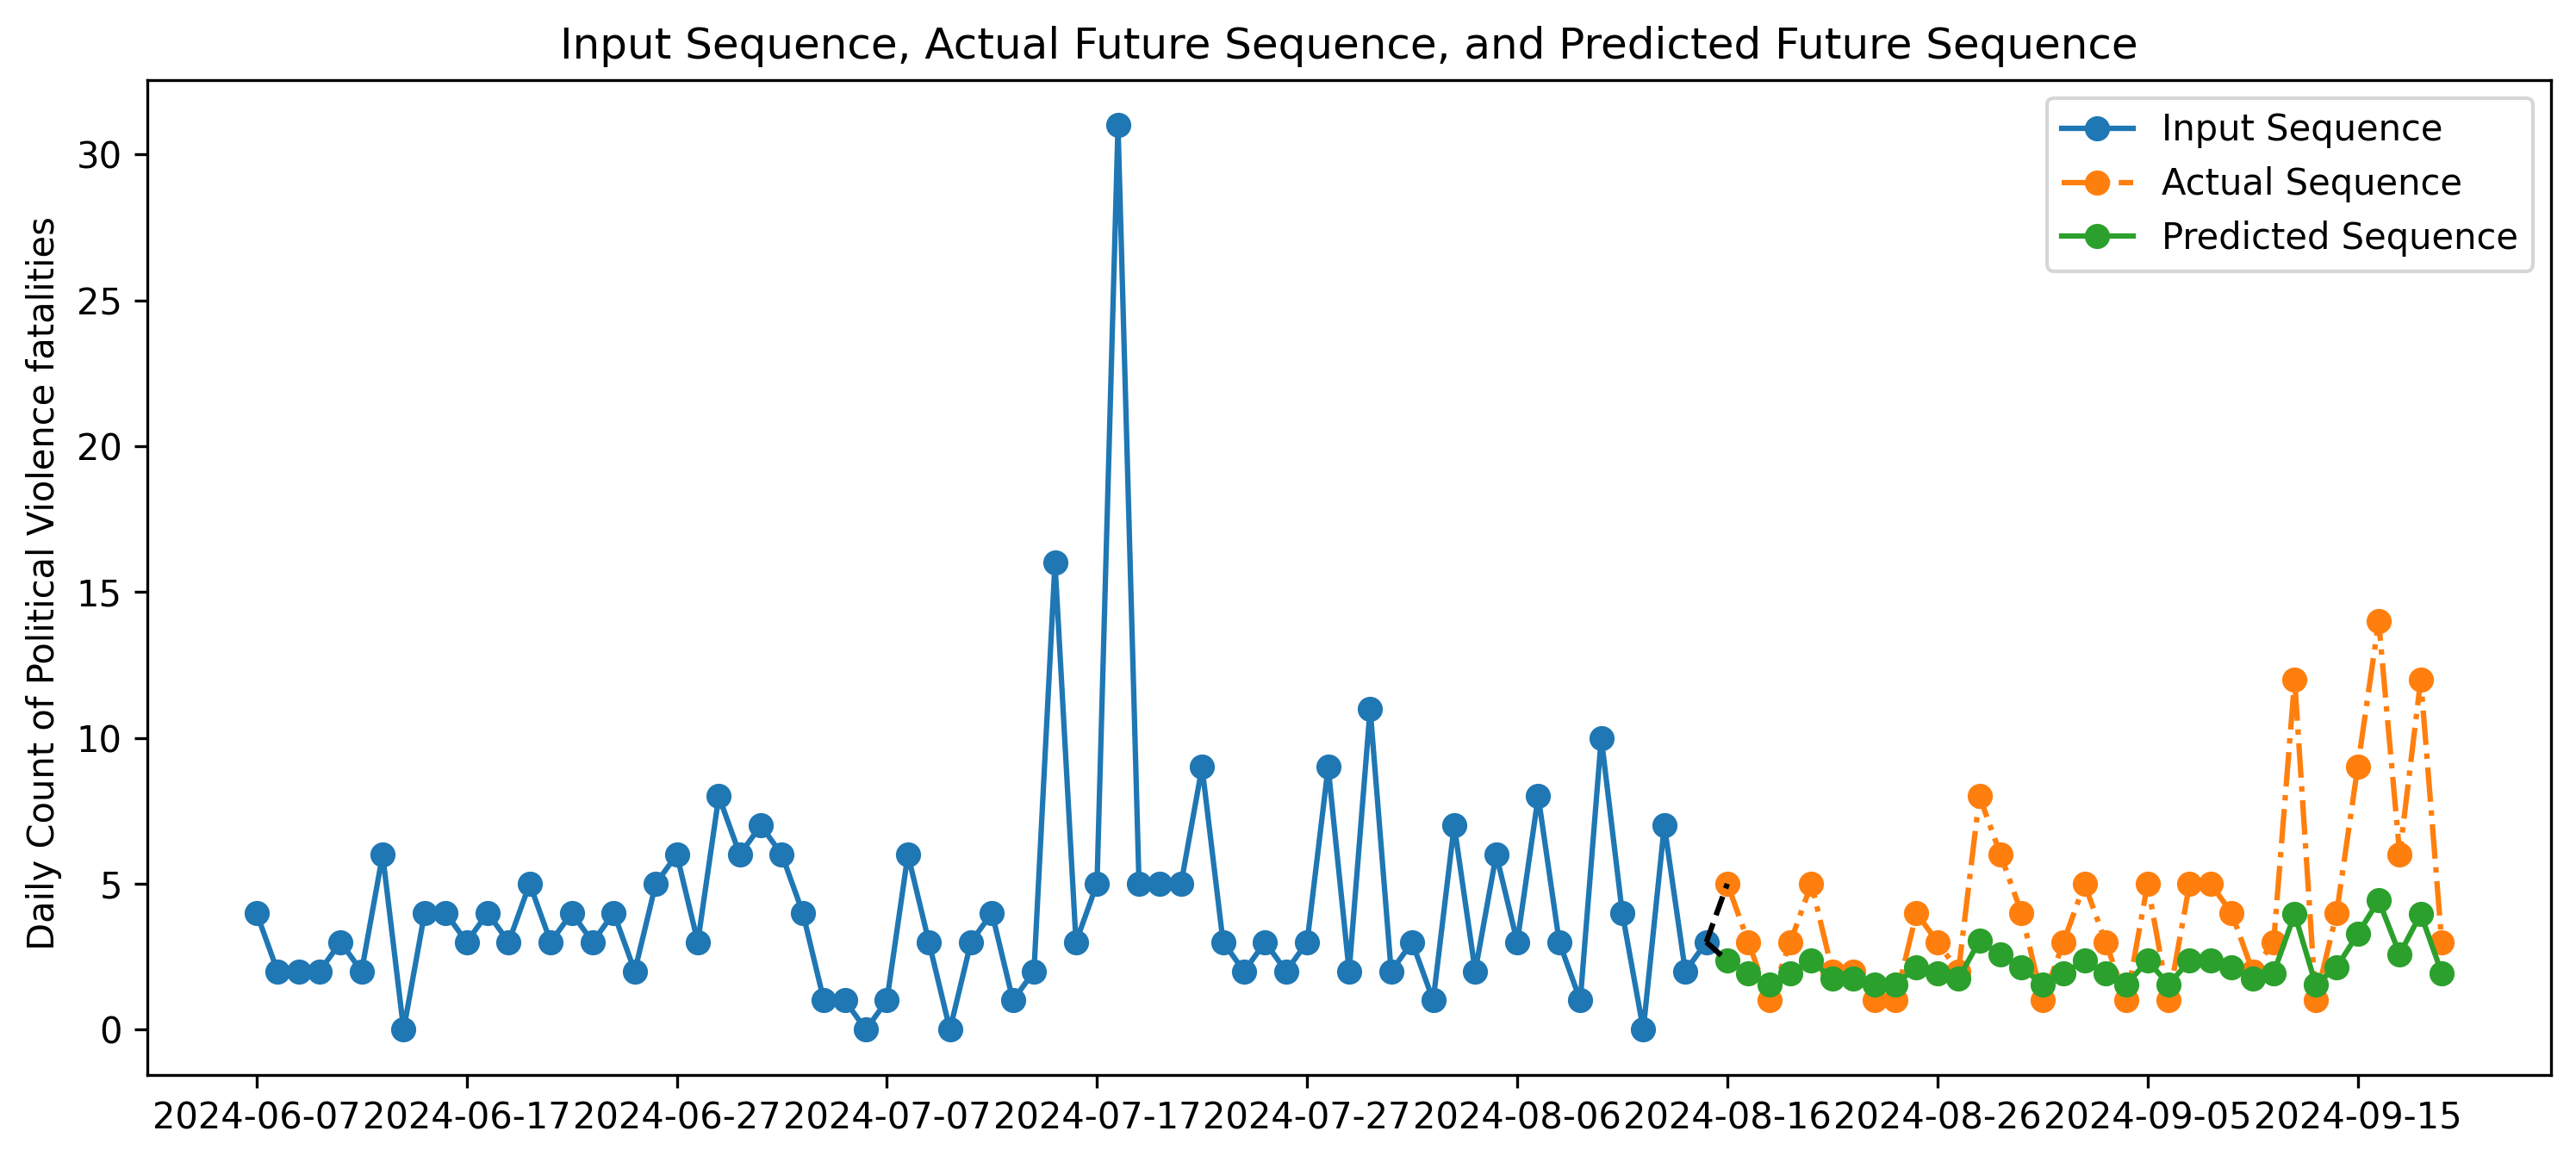 Input Sequence, Actual Future Sequence, and Predicted Future Sequence
Daily Count of Political Violence fatalities
30
25
20
15
10
5
0
Input Sequence
Actual Sequence
Predicted Sequence
2024-06-07 2024-06-17 2024-06-27 2024-07-07 2024-07-17 2024-07-27 2024-08-06 2024-08-16 2024-08-26 2024-09-05 2024-09-15